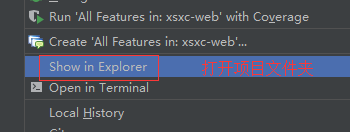 Run 'All Features in: xsxc-web' with Coverage
Create 'All Features in: xsxc-web'...
Show in Explorer
Open in Terminal
Local History